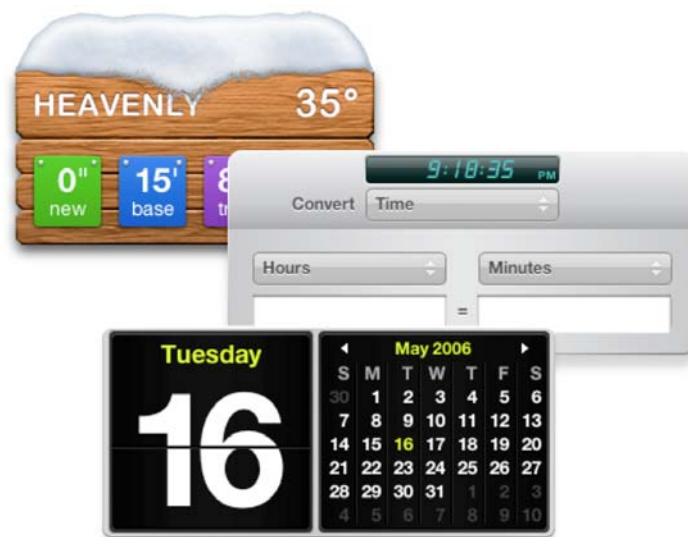 HEAVENLY 35°
0" 15'
new base
9:18:35 PM
Convert Time
Hours Minutes
=
Tuesday
16
May 2006
S M T W T F S
30 1 2 3 4 5 6
7 8 9 10 11 12 13
14 15 16 17 18 19 20
21 22 23 24 25 26 27
28 29 30 31 1 2 3
4 5 6 7 8 9 10